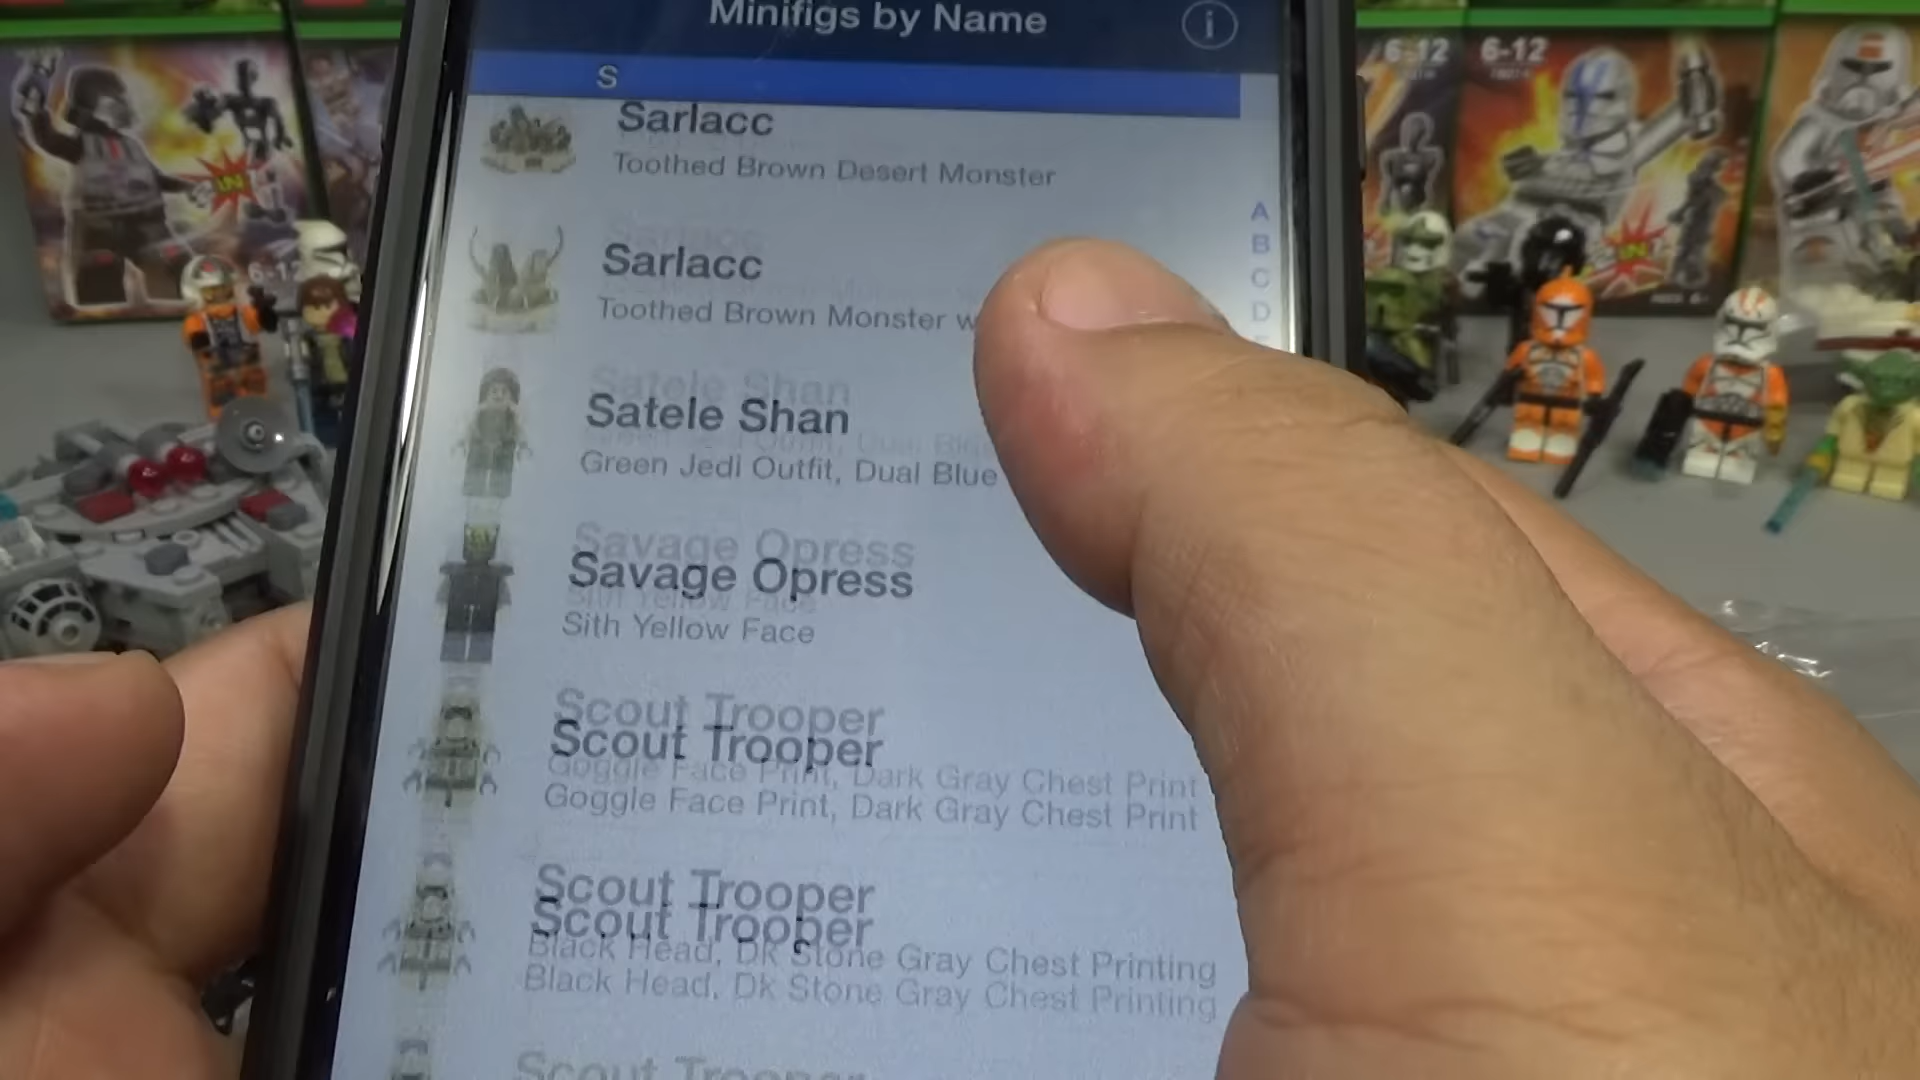 Minifigs by Name
i
S
Sarlacc
Toothed Brown Desert Monster
Sarlacc
Toothed Brown Monster
Satele Shan
Green Jedi Outfit, Dual Blue
Savage Opress
Sith Yellow Face
Scout Trooper
Goggle Face Print, Dark Gray Chest Print
Scout Trooper
Black Head, Dk Stone Gray Chest Printing
Scout Trooper
A
B
C
D
6-12
6-12